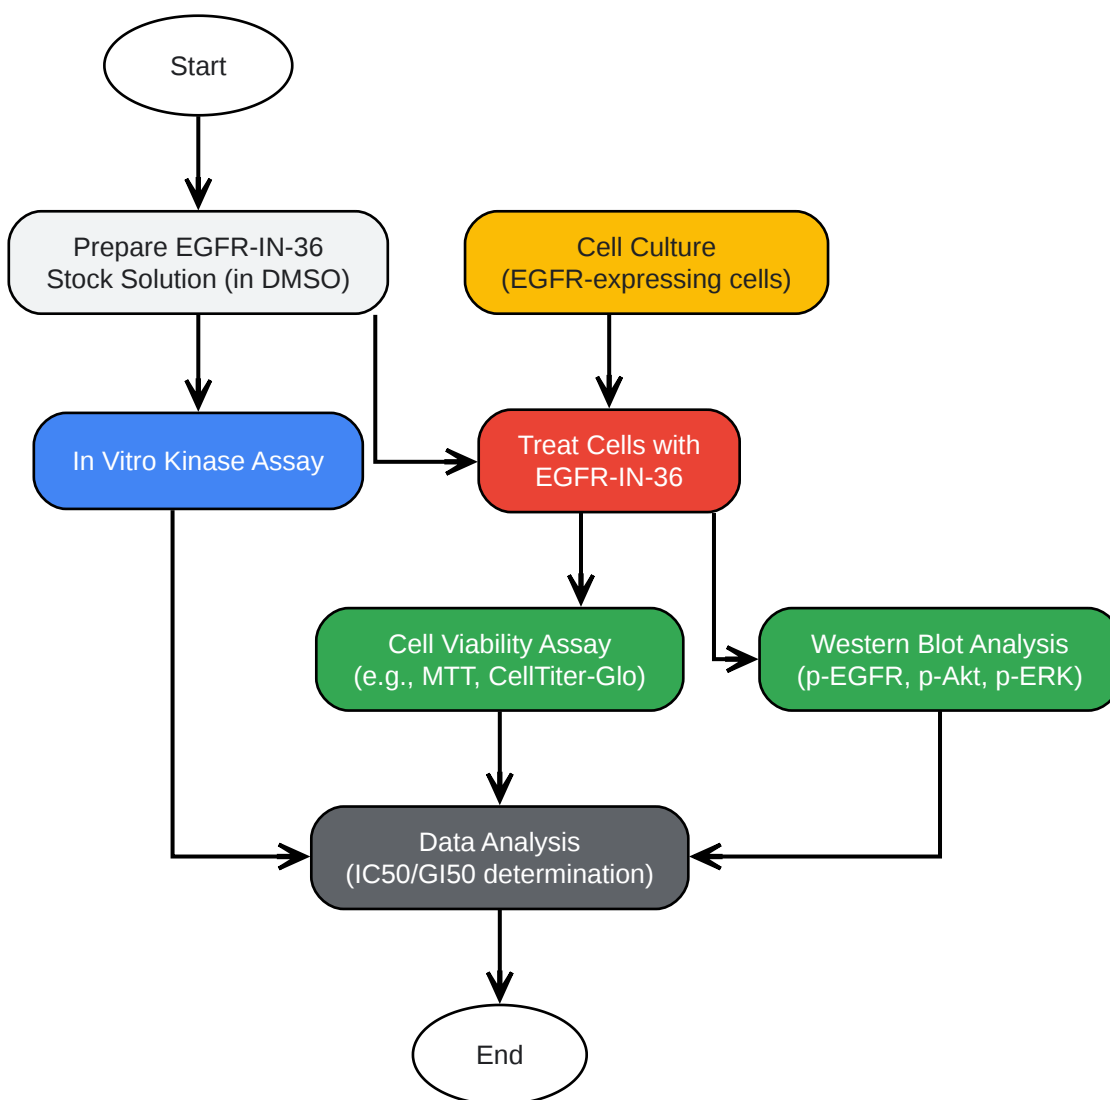 Start
Prepare EGFR-IN-36
Stock Solution (in DMSO)
Cell Culture
(EGFR-expressing cells)
In Vitro Kinase Assay
Treat Cells with
EGFR-IN-36
Cell Viability Assay
(e.g., MTT, CellTiter-Glo)
Western Blot Analysis
(p-EGFR, p-Akt, p-ERK)
Data Analysis
(IC50/GI50 determination)
End